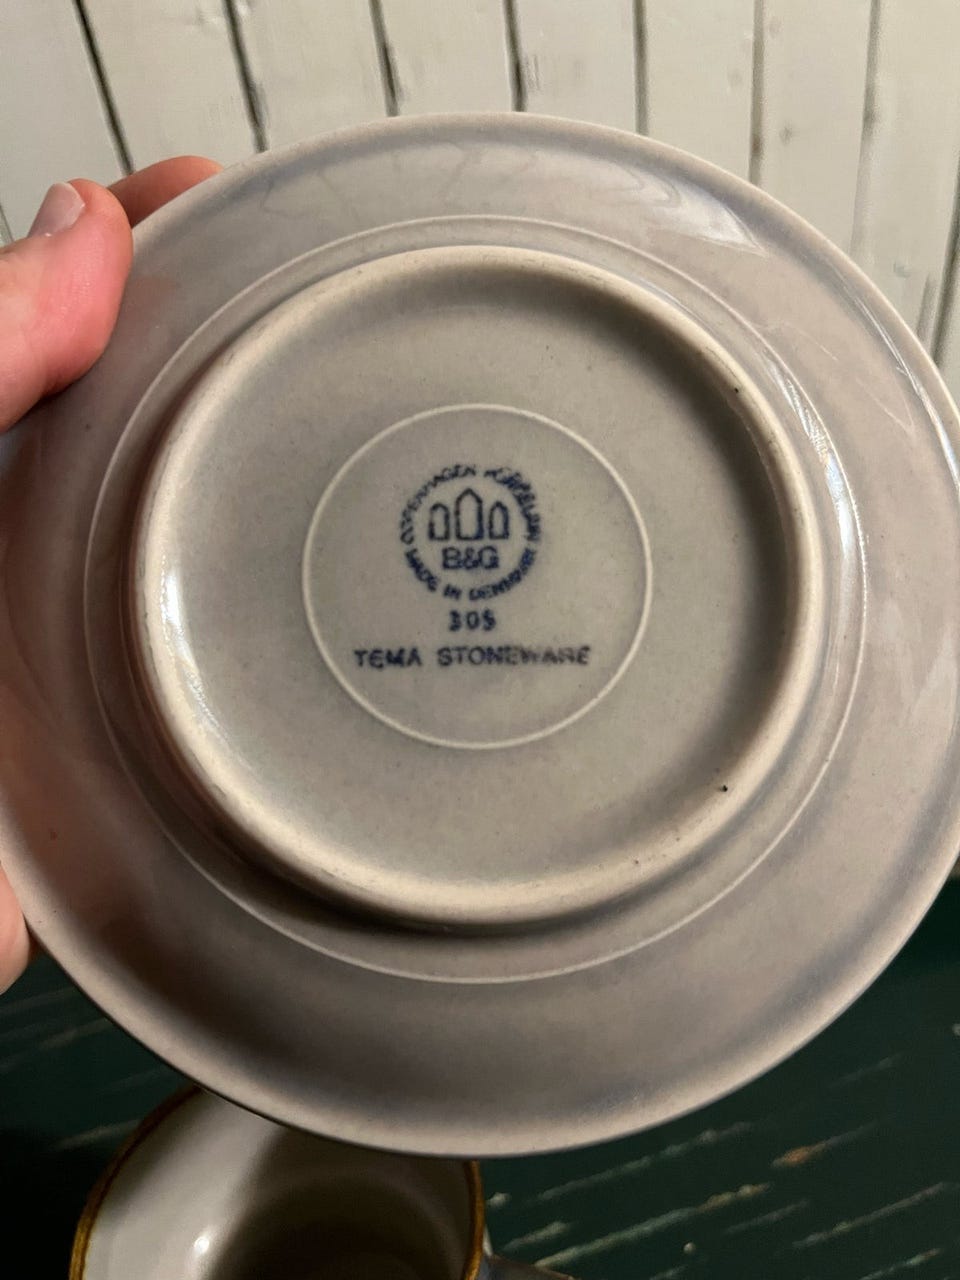 COPENHAGEN PORCELAIN
B&G
MADE IN DENMARK
305
TEMA STONEWARE